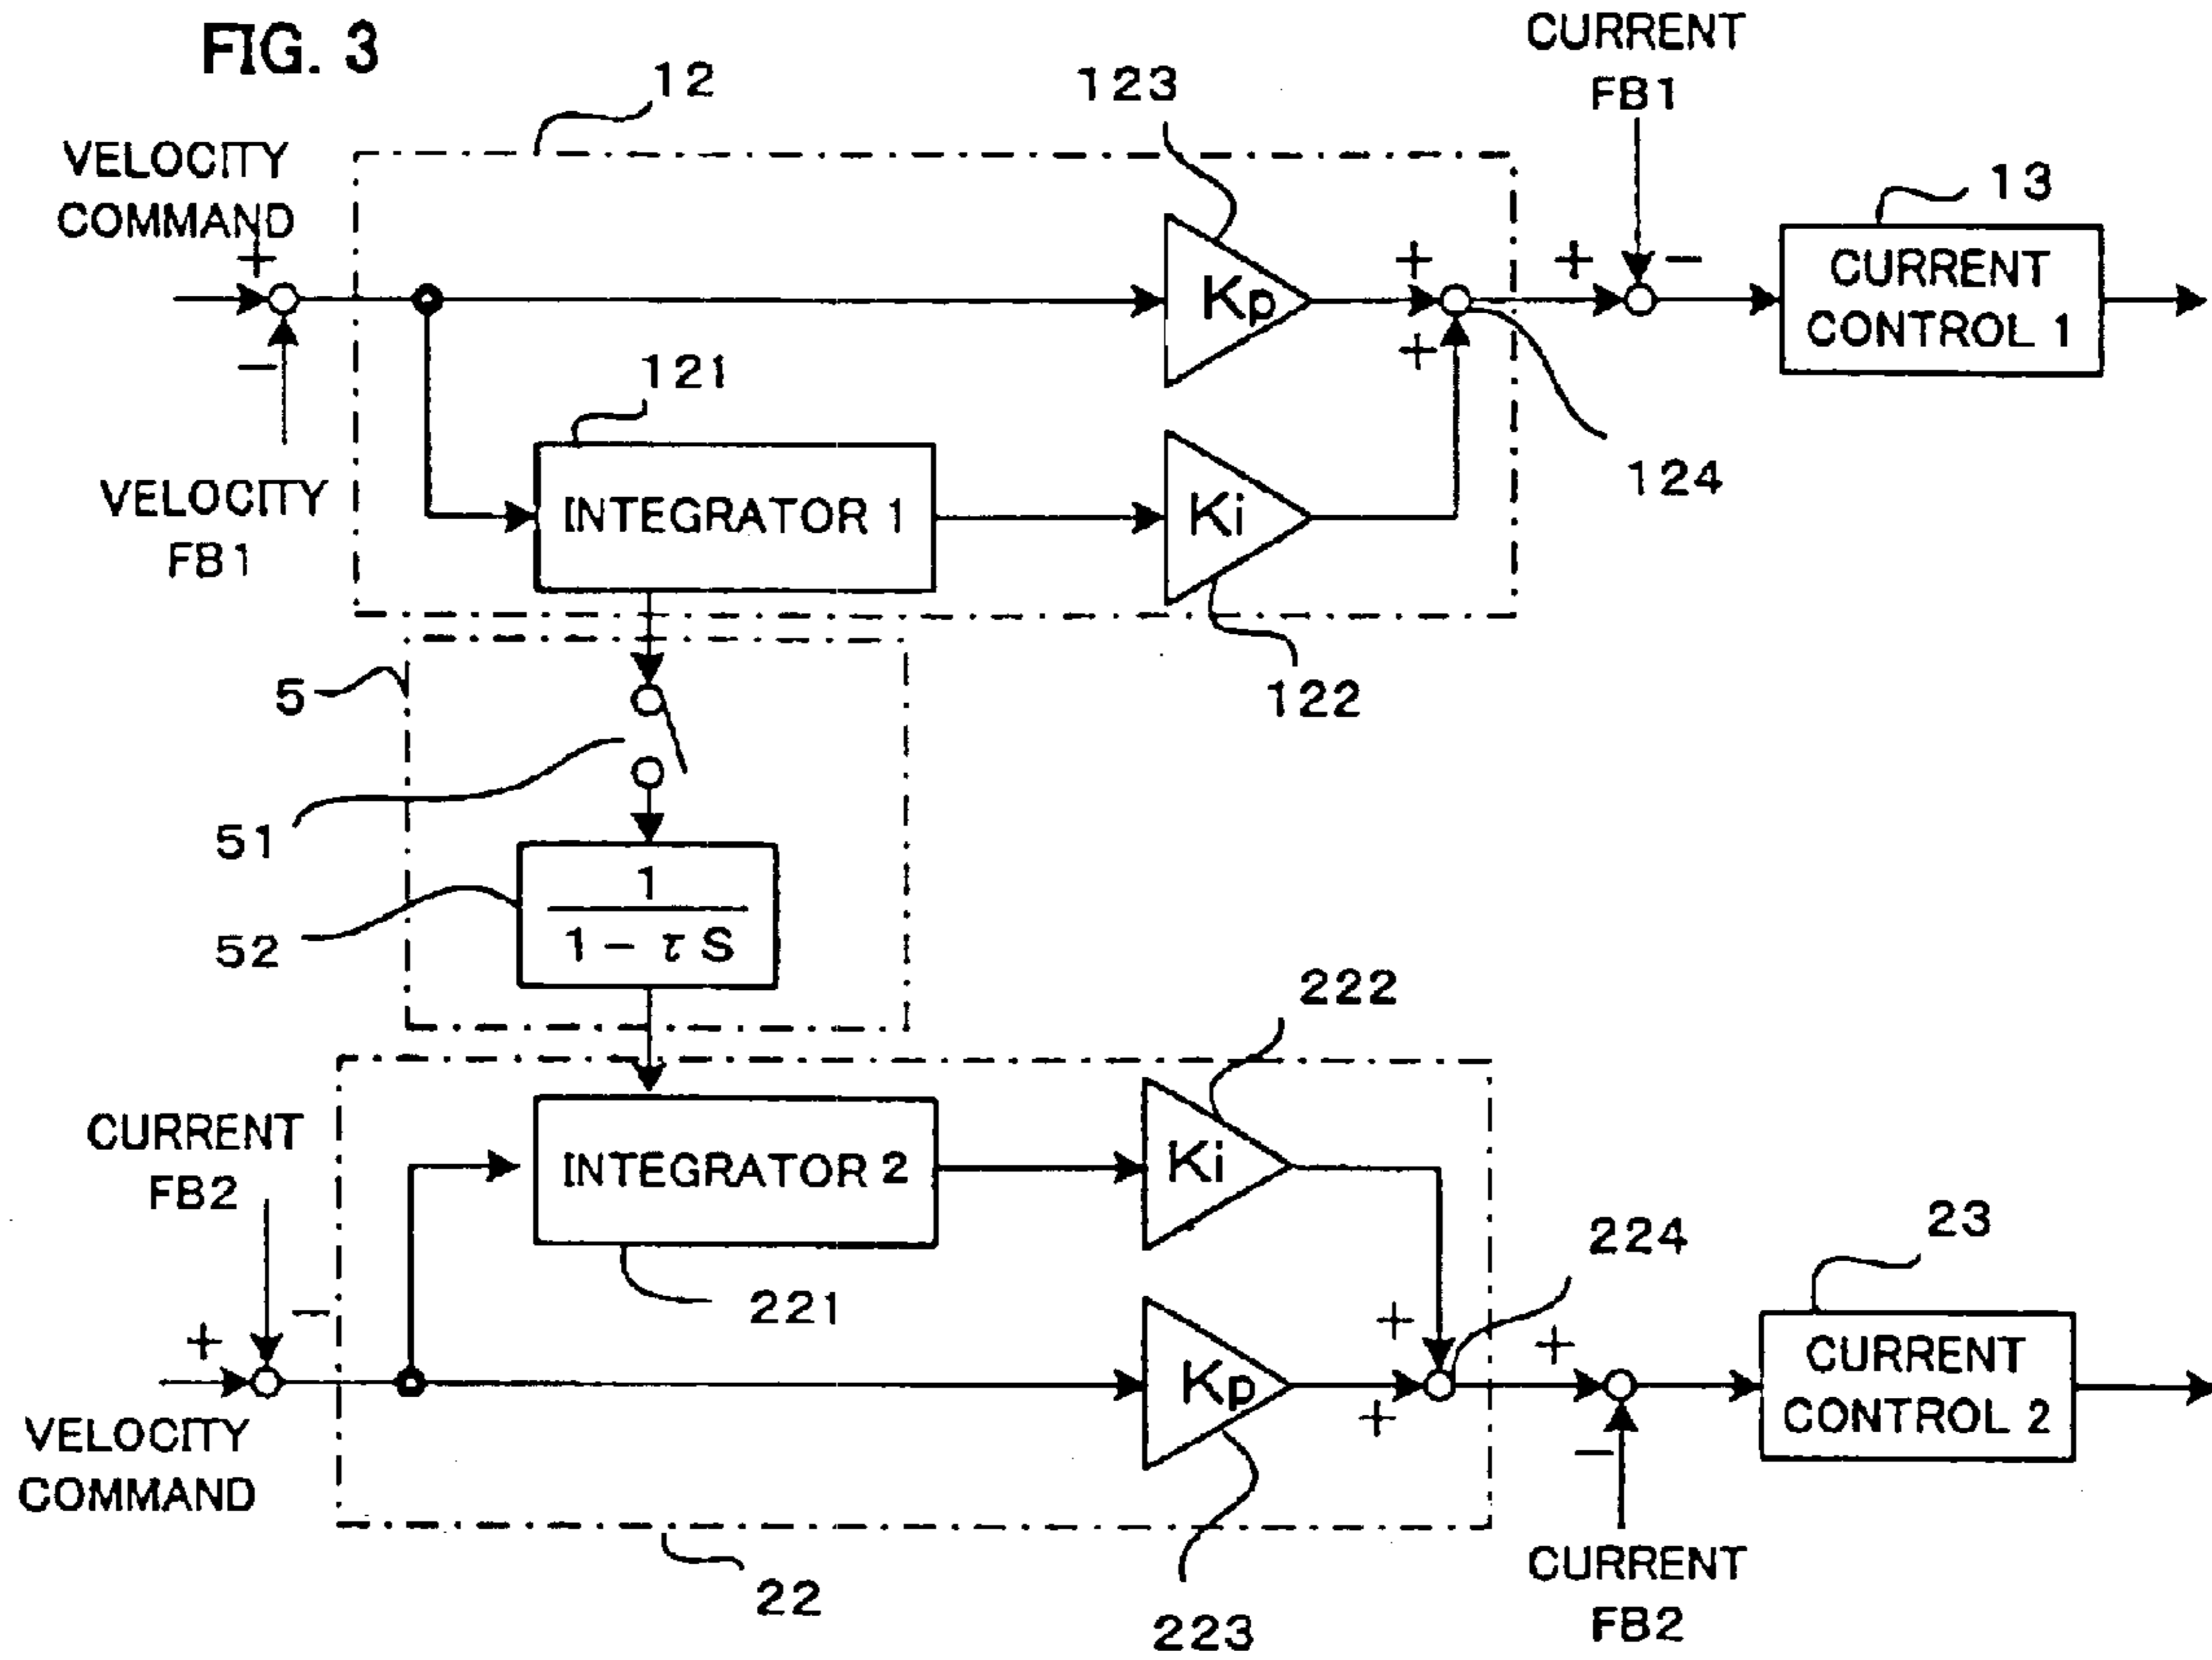 FIG. 3
12
123
CURRENT
FB1
VELOCITY
COMMAND
13
+
+
+
−
Kp
CURRENT
CONTROL 1
−
+
121
124
VELOCITY
FB1
INTEGRATOR 1
Ki
122
5
51
1
1 − τ S
52
222
CURRENT
FB2
INTEGRATOR 2
Ki
224
23
221
−
+
+
+
Kp
+
CURRENT
CONTROL 2
−
VELOCITY
COMMAND
22
223
CURRENT
FB2